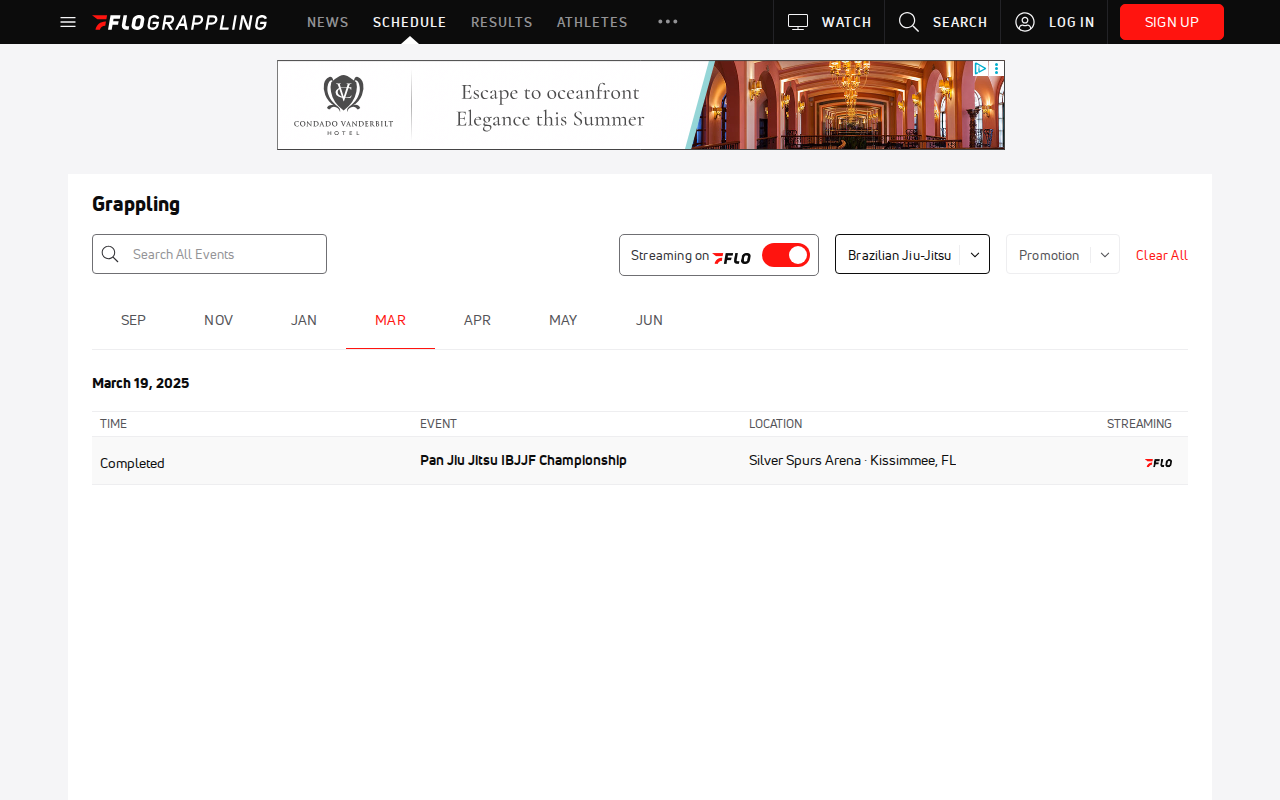 FLOGRAPPLING NEWS SCHEDULE RESULTS ATHLETES WATCH SEARCH LOG IN SIGN UP
CONDADO VANDERBILT
HOTEL
Escape to oceanfront
Elegance this Summer
Grappling
Search All Events
Streaming on FLO
Brazilian Jiu-Jitsu
Promotion
Clear All
SEP NOV JAN MAR APR MAY JUN
March 19, 2025
TIME EVENT LOCATION STREAMING
Completed Pan Jiu Jitsu IBJJF Championship Silver Spurs Arena · Kissimmee, FL FLO